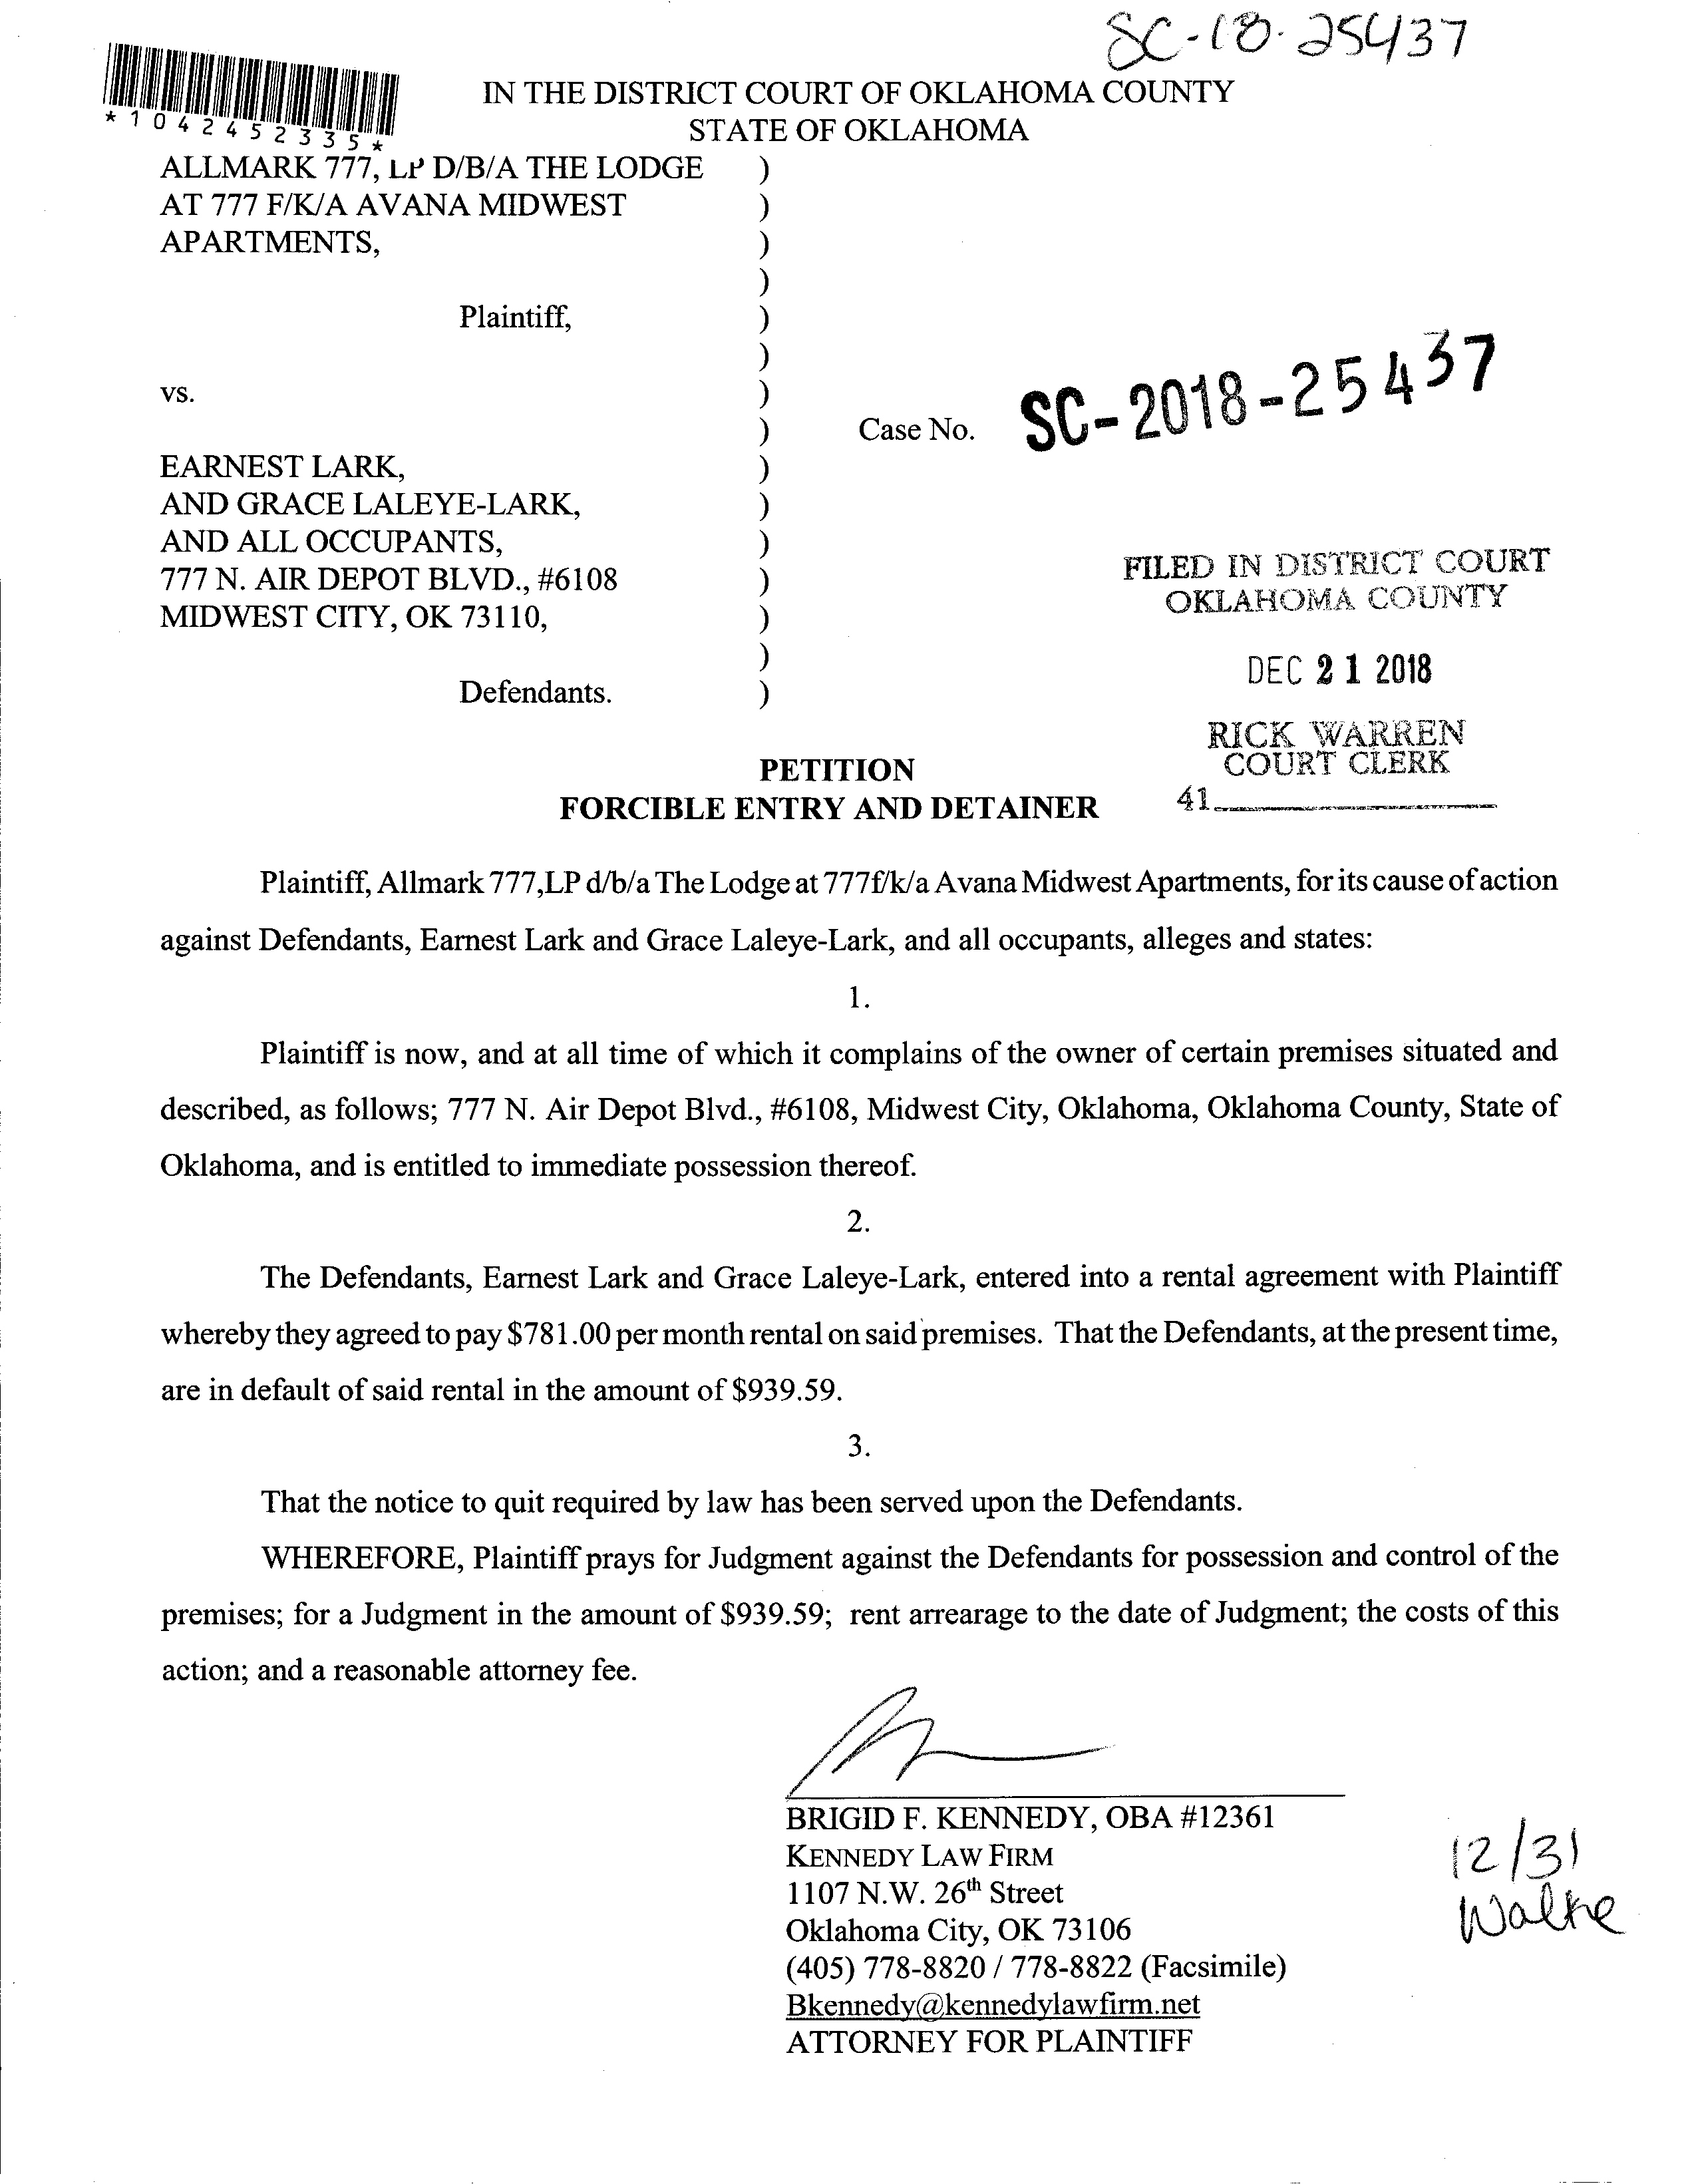 SC-18-25437
*1042452335*
IN THE DISTRICT COURT OF OKLAHOMA COUNTY
STATE OF OKLAHOMA
ALLMARK 777, LP D/B/A THE LODGE )
AT 777 F/K/A AVANA MIDWEST )
APARTMENTS, )
)
Plaintiff, )
)
vs. )
) Case No. SC-2018-25437
EARNEST LARK, )
AND GRACE LALEYE-LARK, )
AND ALL OCCUPANTS, )
777 N. AIR DEPOT BLVD., #6108 )
MIDWEST CITY, OK 73110, )
)
Defendants. )
FILED IN DISTRICT COURT
OKLAHOMA COUNTY
DEC 21 2018
RICK WARREN
COURT CLERK
41
PETITION
FORCIBLE ENTRY AND DETAINER
Plaintiff, Allmark 777,LP d/b/a The Lodge at 777f/k/a Avana Midwest Apartments, for its cause of action
against Defendants, Earnest Lark and Grace Laleye-Lark, and all occupants, alleges and states:
1.
Plaintiff is now, and at all time of which it complains of the owner of certain premises situated and
described, as follows; 777 N. Air Depot Blvd., #6108, Midwest City, Oklahoma, Oklahoma County, State of
Oklahoma, and is entitled to immediate possession thereof.
2.
The Defendants, Earnest Lark and Grace Laleye-Lark, entered into a rental agreement with Plaintiff
whereby they agreed to pay $781.00 per month rental on said premises. That the Defendants, at the present time,
are in default of said rental in the amount of $939.59.
3.
That the notice to quit required by law has been served upon the Defendants.
WHEREFORE, Plaintiff prays for Judgment against the Defendants for possession and control of the
premises; for a Judgment in the amount of $939.59; rent arrearage to the date of Judgment; the costs of this
action; and a reasonable attorney fee.
BRIGID F. KENNEDY, OBA #12361
KENNEDY LAW FIRM
1107 N.W. 26th Street
Oklahoma City, OK 73106
(405) 778-8820 / 778-8822 (Facsimile)
Bkennedy@kennedylawfirm.net
ATTORNEY FOR PLAINTIFF
12/31
Walke